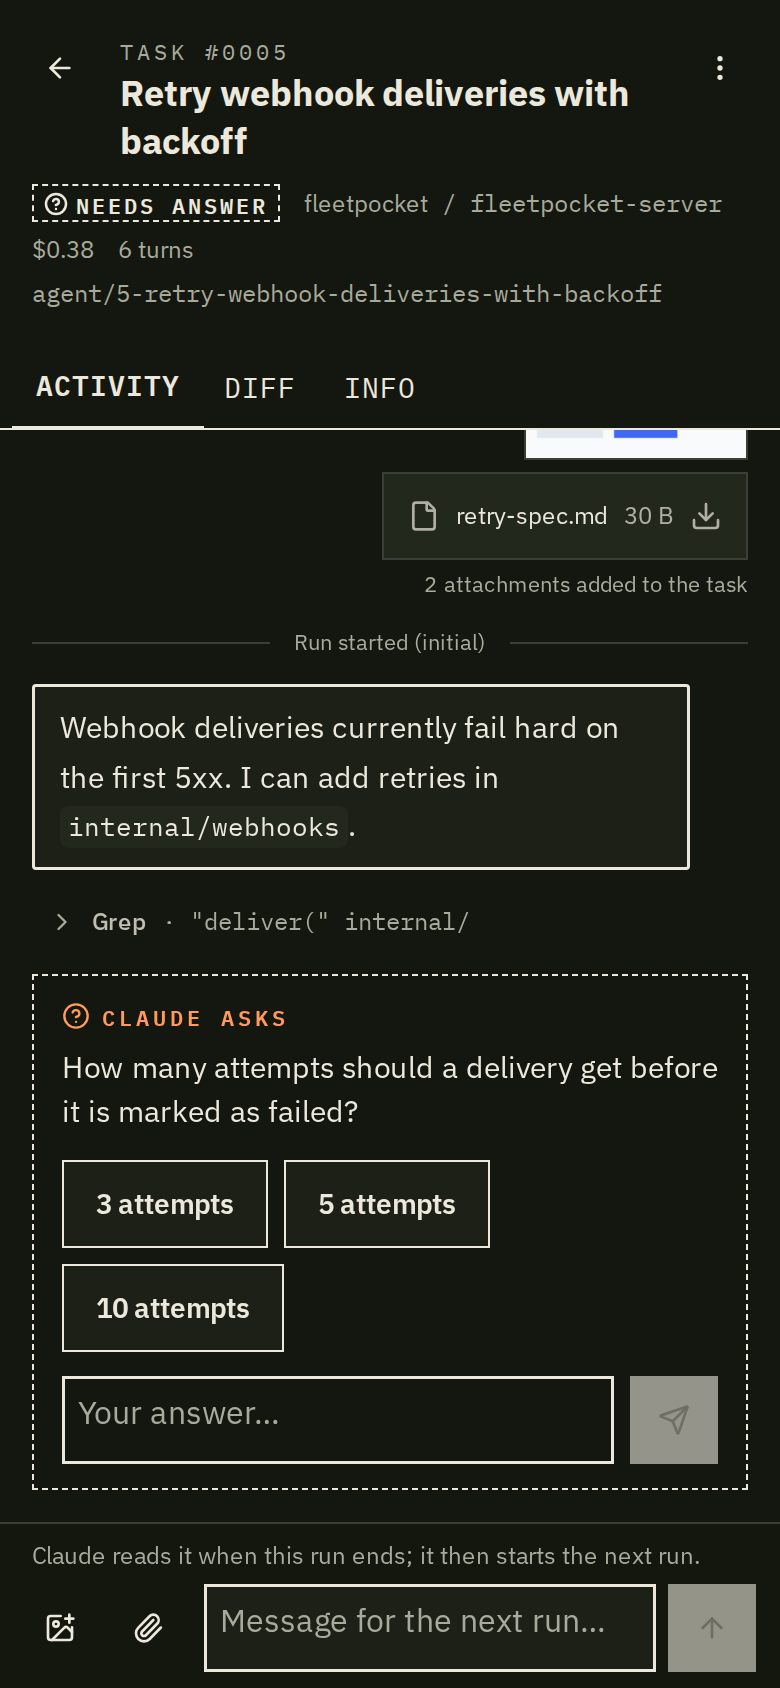 TASK #0005
Retry webhook deliveries with
backoff
NEEDS ANSWER fleetpocket / fleetpocket-server
$0.38 6 turns
agent/5-retry-webhook-deliveries-with-backoff
ACTIVITY DIFF INFO
retry-spec.md 30 B
2 attachments added to the task
Run started (initial)
Webhook deliveries currently fail hard on
the first 5xx. I can add retries in
internal/webhooks.
Grep · "deliver(" internal/
CLAUDE ASKS
How many attempts should a delivery get before
it is marked as failed?
3 attempts 5 attempts
10 attempts
Your answer...
Claude reads it when this run ends; it then starts the next run.
Message for the next run...